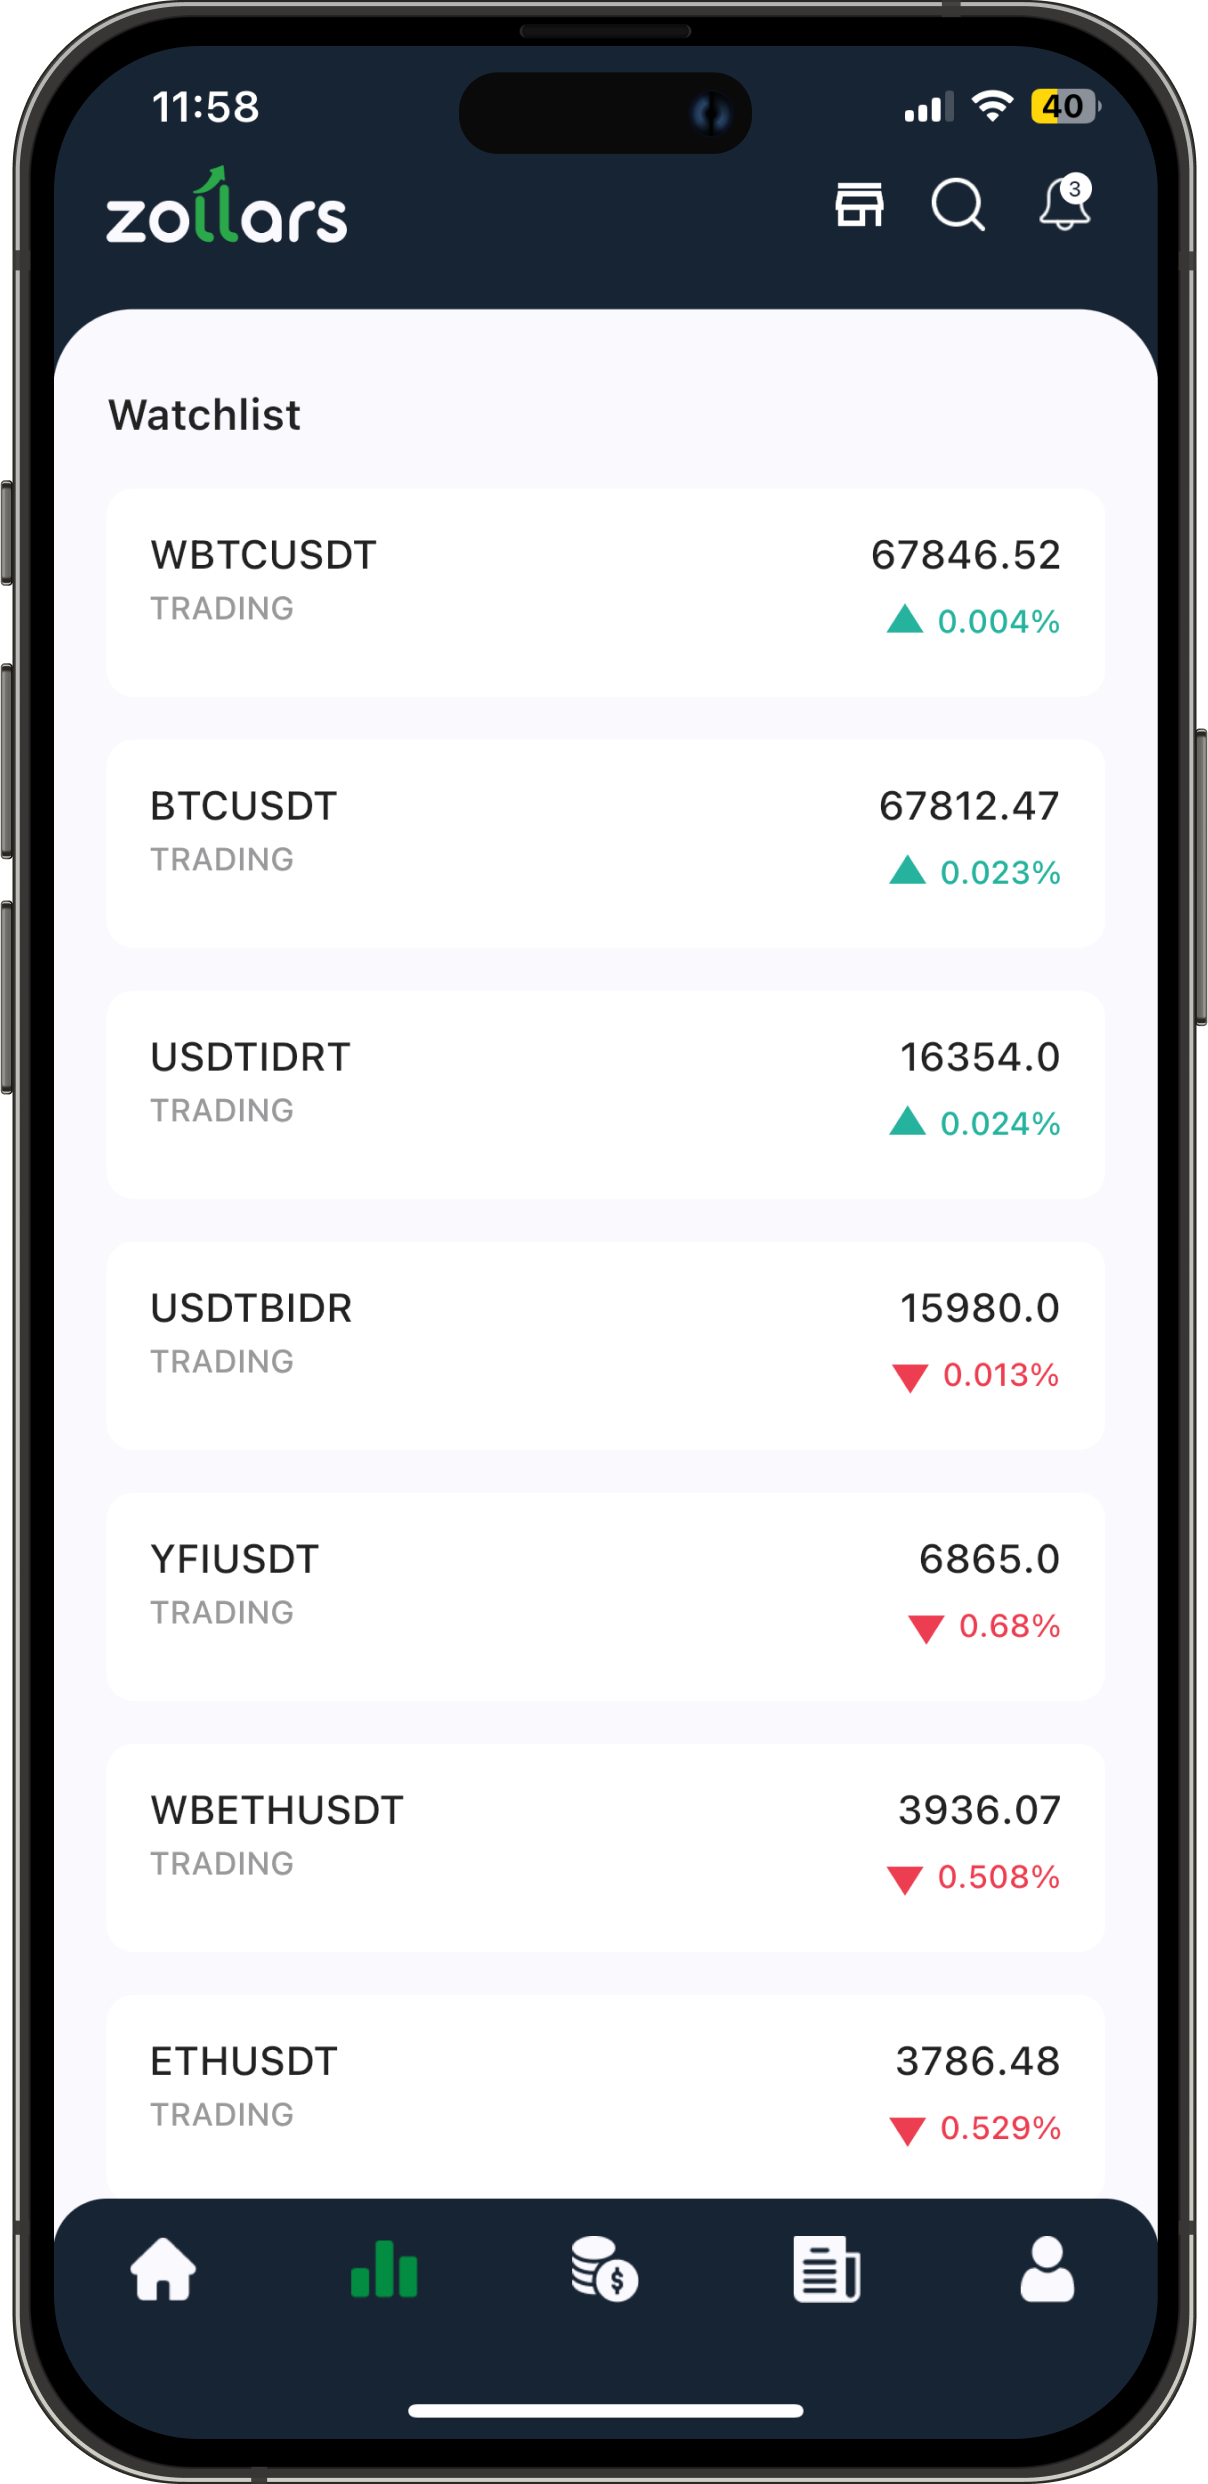 11:58
40
zollars
3
Watchlist
WBTCUSDT 67846.52
TRADING 0.004%
BTCUSDT 67812.47
TRADING 0.023%
USDTIDRT 16354.0
TRADING 0.024%
USDTBIDR 15980.0
TRADING 0.013%
YFIUSDT 6865.0
TRADING 0.68%
WBETHUSDT 3936.07
TRADING 0.508%
ETHUSDT 3786.48
TRADING 0.529%
$